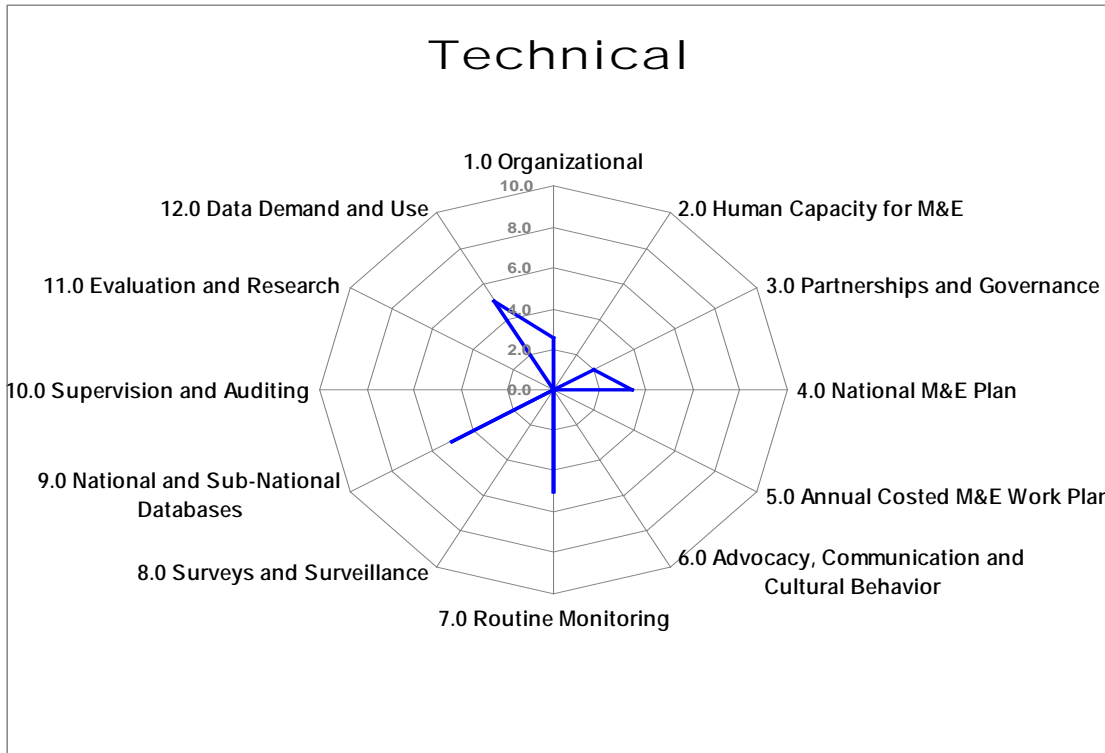 Technical
1.0 Organizational
10.0
12.0 Data Demand and Use
2.0 Human Capacity for M&E
8.0
11.0 Evaluation and Research
6.0
3.0 Partnerships and Governance
4.0
2.0
10.0 Supervision and Auditing
0.0
4.0 National M&E Plan
9.0 National and Sub-National
Databases
5.0 Annual Costed M&E Work Plan
8.0 Surveys and Surveillance
6.0 Advocacy, Communication and
Cultural Behavior
7.0 Routine Monitoring